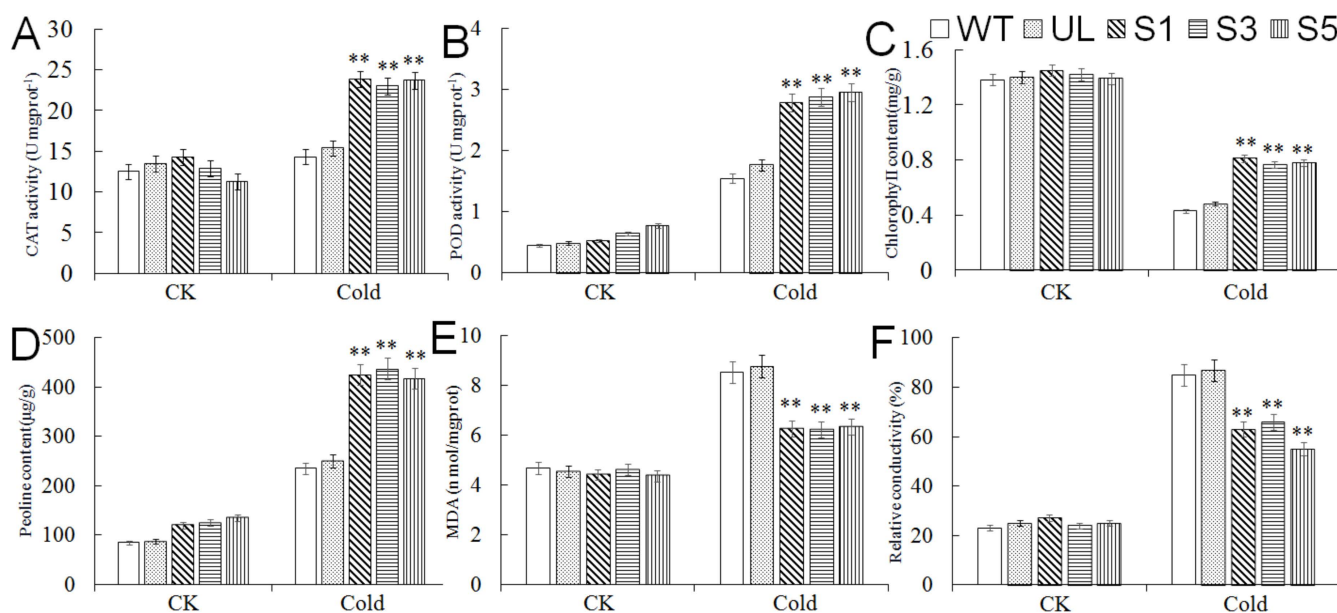 WT UL S1 S3 S5
A
CAT activity (U mgprot-1)
30
25
20
15
10
5
0
** ** **
CK Cold
B
POD activity (U mgprot-1)
4
3
2
1
0
** ** **
CK Cold
C
Chlorophy II content(mg/g)
1.6
1.2
0.8
0.4
0
** ** **
CK Cold
D
Peoline content(μg/g)
500
400
300
200
100
0
** ** **
CK Cold
E
MDA (n mol/mgprot)
10
8
6
4
2
0
** ** **
CK Cold
F
Relative conductivity (%)
100
80
60
40
20
0
** ** **
CK Cold